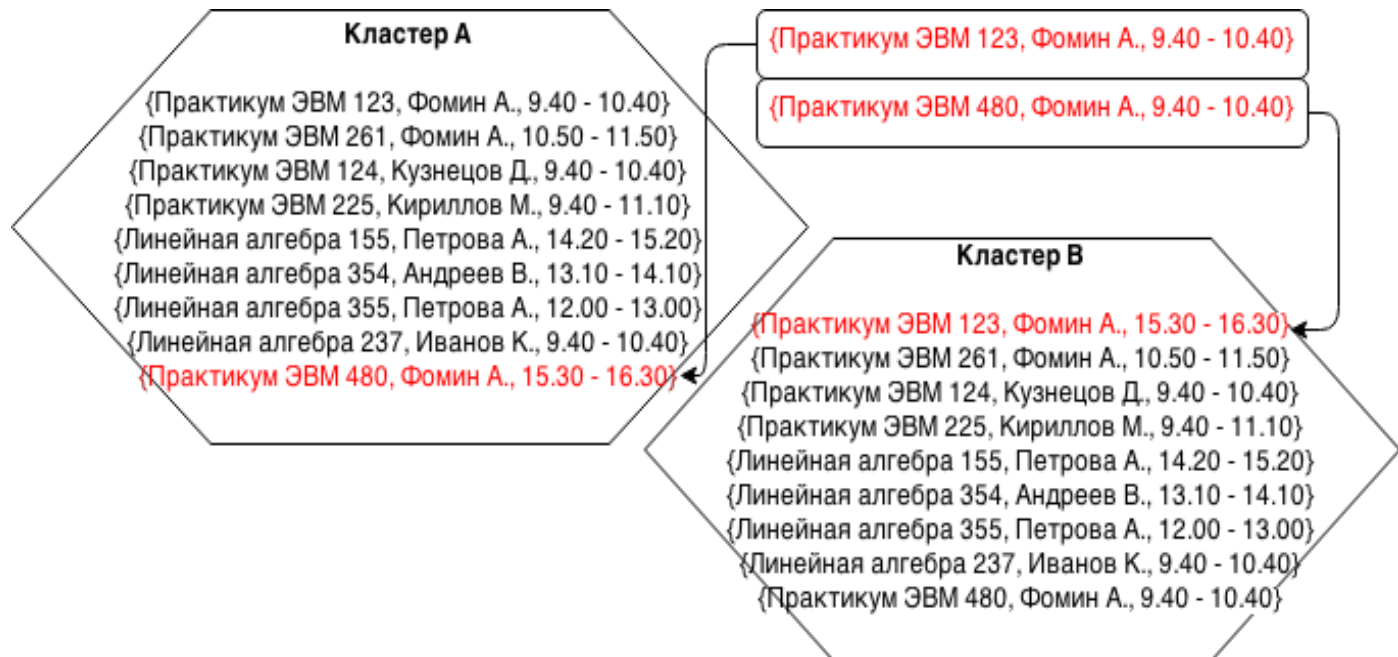 Кластер А
{Практикум ЭВМ 123, Фомин А., 9.40 - 10.40}
{Практикум ЭВМ 261, Фомин А., 10.50 - 11.50}
{Практикум ЭВМ 124, Кузнецов Д., 9.40 - 10.40}
{Практикум ЭВМ 225, Кириллов М., 9.40 - 11.10}
{Линейная алгебра 155, Петрова А., 14.20 - 15.20}
{Линейная алгебра 354, Андреев В., 13.10 - 14.10}
{Линейная алгебра 355, Петрова А., 12.00 - 13.00}
{Линейная алгебра 237, Иванов К., 9.40 - 10.40}
{Практикум ЭВМ 480, Фомин А., 15.30 - 16.30}
{Практикум ЭВМ 123, Фомин А., 9.40 - 10.40}
{Практикум ЭВМ 480, Фомин А., 9.40 - 10.40}
Кластер В
{Практикум ЭВМ 123, Фомин А., 15.30 - 16.30}
{Практикум ЭВМ 261, Фомин А., 10.50 - 11.50}
{Практикум ЭВМ 124, Кузнецов Д., 9.40 - 10.40}
{Практикум ЭВМ 225, Кириллов М., 9.40 - 11.10}
{Линейная алгебра 155, Петрова А., 14.20 - 15.20}
{Линейная алгебра 354, Андреев В., 13.10 - 14.10}
{Линейная алгебра 355, Петрова А., 12.00 - 13.00}
{Линейная алгебра 237, Иванов К., 9.40 - 10.40}
{Практикум ЭВМ 480, Фомин А., 9.40 - 10.40}